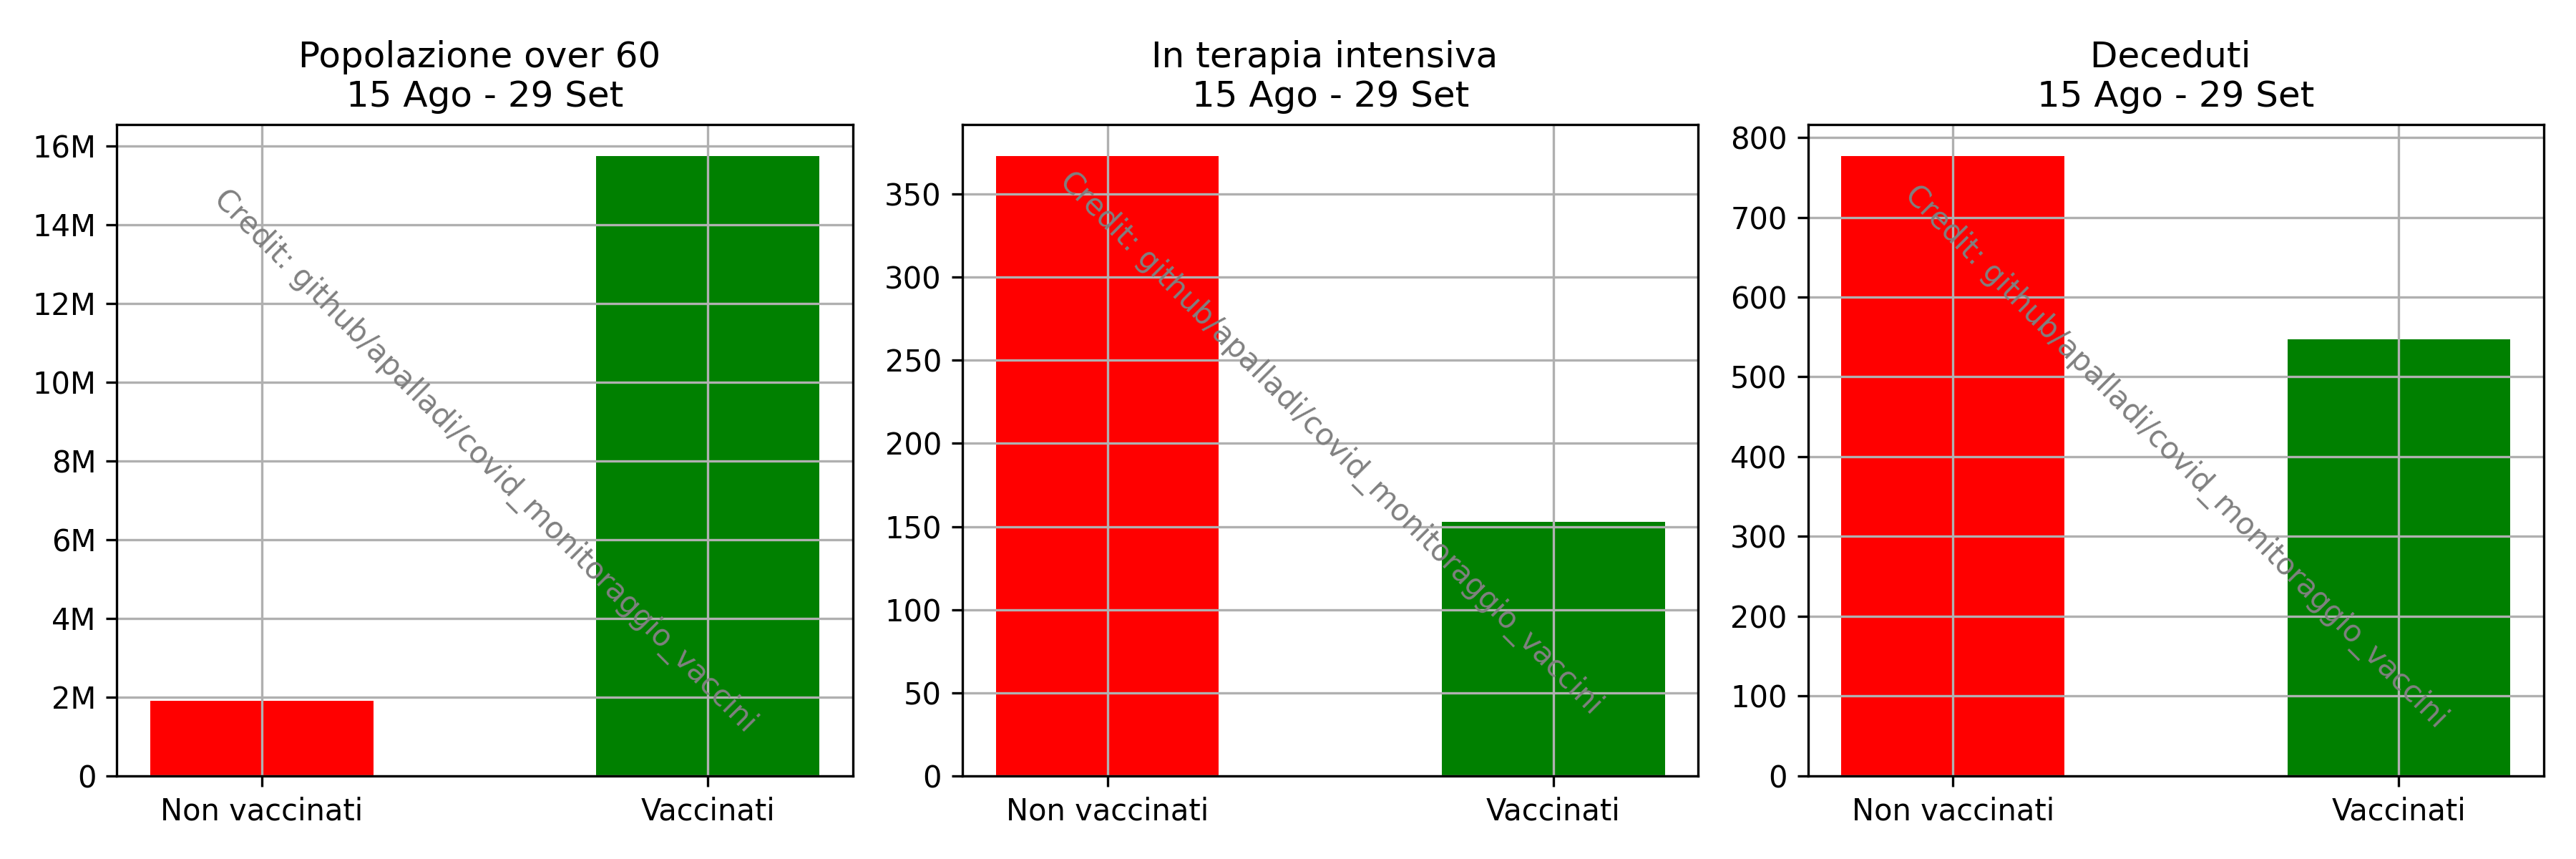 Popolazione over 60
15 Ago - 29 Set
16M
14M
12M
10M
8M
6M
4M
2M
0
Non vaccinati
Vaccinati
Credit: github/apalladi/covid_monitoraggio_vaccini
In terapia intensiva
15 Ago - 29 Set
350
300
250
200
150
100
50
0
Non vaccinati
Vaccinati
Credit: github/apalladi/covid_monitoraggio_vaccini
Deceduti
15 Ago - 29 Set
800
700
600
500
400
300
200
100
0
Non vaccinati
Vaccinati
Credit: github/apalladi/covid_monitoraggio_vaccini